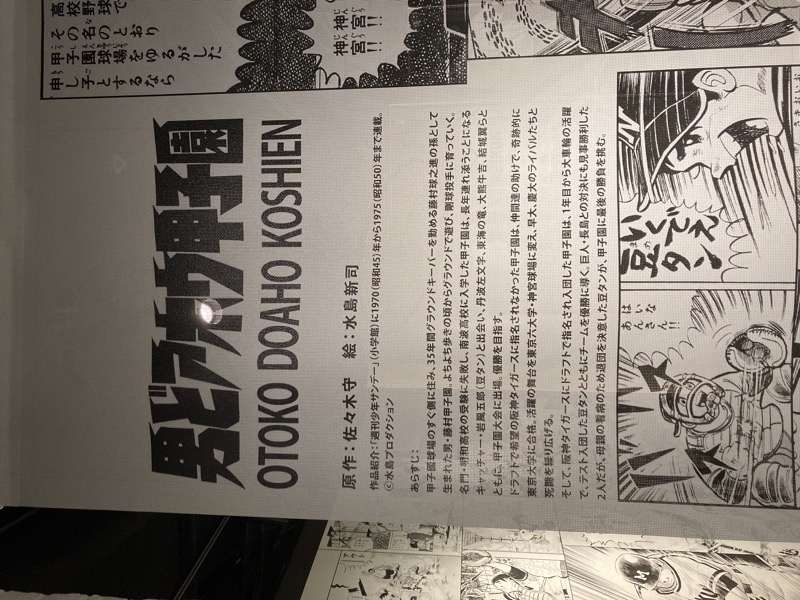 男どアホウ甲子園
OTOKO DOAHO KOSHIEN
原作：佐々木守　絵：水島新司
作品紹介：「週刊少年サンデー」（小学館）に1970（昭和45）年から1975（昭和50）年まで連載。
©水島プロダクション
あらすじ：
甲子園球場のすぐ側に住み、35年間グラウンドキーパーを勤める藤村球之進の孫として
生まれた男・藤村甲子園。よちよち歩きの頃からグラウンドで遊び、剛球投手に育っていく。
名門・明和高校の受験に失敗し、南波高校に入学した甲子園は、長年連れ添うことになる
キャッチャー・岩風五郎（豆タン）と出会い、丹波左文字、東海の竜、大熊牛吉、結城翼らと
ともに、甲子園大会に出場。優勝を目指す。
ドラフトで希望の阪神タイガースに指名されなかった甲子園は、仲間達の助けで、奇跡的に
東京大学に合格。活躍の舞台を東京六大学・神宮球場に変え、早大、慶大のライバルたちと
死闘を繰り広げる。
そして、阪神タイガースにドラフトで指名され入団した甲子園は、1年目から大車輪の活躍
で、テスト入団した豆タンとともにチームを優勝に導く。巨人・長島との対決にも見事勝利した
2人だが、母親の看病のため退団を決意した豆タンが、甲子園に最後の勝負を挑む。
高校野球で
その名のとおり
甲子園球場をゆるがした
申し子とするなら
神宮!!
神宮!!
いくでえ
豆タン
はいな
あんさん!!
ズバ
アウト
M
さきおいお